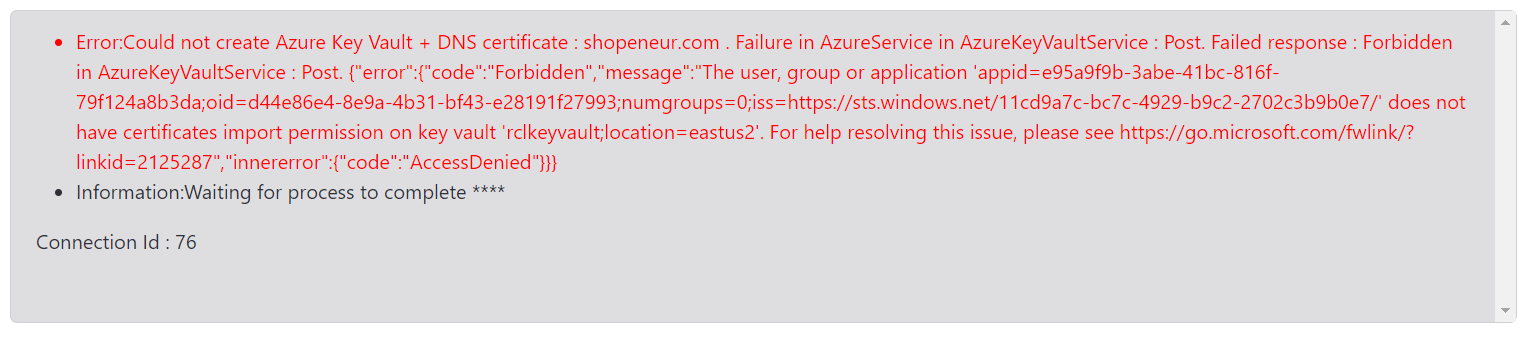 Error:Could not create Azure Key Vault + DNS certificate : shopeneur.com . Failure in AzureService in AzureKeyVaultService : Post. Failed response : Forbidden
in AzureKeyVaultService : Post. {"error":{"code":"Forbidden","message":"The user, group or application 'appid=e95a9f9b-3abe-41bc-816f-
79f124a8b3da;oid=d44e86e4-8e9a-4b31-bf43-e28191f27993;numgroups=0;iss=https://sts.windows.net/11cd9a7c-bc7c-4929-b9c2-2702c3b9b0e7/' does not
have certificates import permission on key vault 'rclkeyvault;location=eastus2'. For help resolving this issue, please see https://go.microsoft.com/fwlink/?
linkid=2125287","innererror":{"code":"AccessDenied"}}}
Information:Waiting for process to complete ****
Connection Id : 76